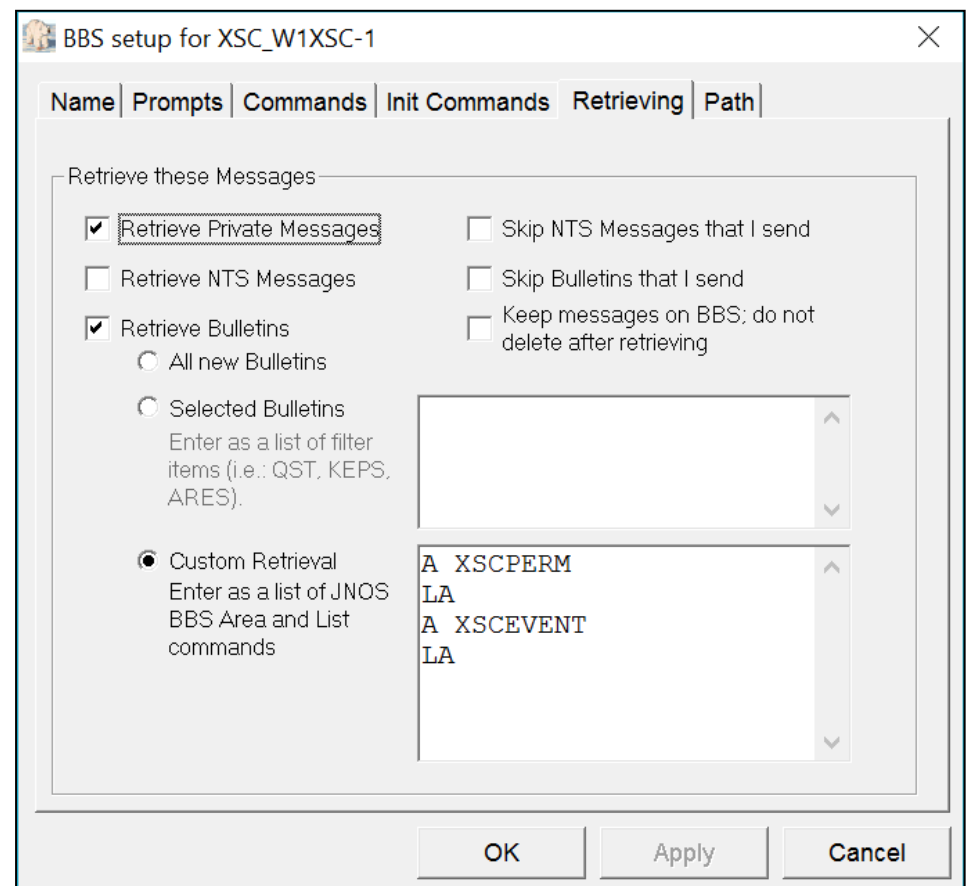 BBS setup for XSC_W1XSC-1
Name Prompts Commands Init Commands Retrieving Path
Retrieve these Messages
Retrieve Private Messages
Skip NTS Messages that I send
Retrieve NTS Messages
Skip Bulletins that I send
Retrieve Bulletins
Keep messages on BBS; do not
delete after retrieving
All new Bulletins
Selected Bulletins
Enter as a list of filter
items (i.e.: QST, KEPS,
ARES).
Custom Retrieval
Enter as a list of JNOS
BBS Area and List
commands
A XSCPERM
LA
A XSCEVENT
LA
OK Apply Cancel